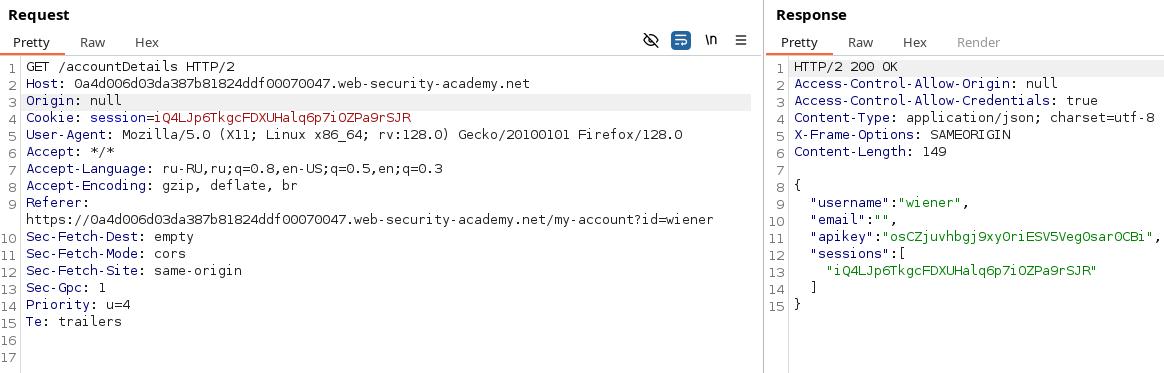 Request
Pretty Raw Hex
\n
1 GET /accountDetails HTTP/2
2 Host: 0a4d006d03da387b81824ddf00070047.web-security-academy.net
3 Origin: null
4 Cookie: session=iQ4LJp6TkgcFDXUHalq6p7iOZPa9rSJR
5 User-Agent: Mozilla/5.0 (X11; Linux x86_64; rv:128.0) Gecko/20100101 Firefox/128.0
6 Accept: */*
7 Accept-Language: ru-RU,ru;q=0.8,en-US;q=0.5,en;q=0.3
8 Accept-Encoding: gzip, deflate, br
9 Referer:
https://0a4d006d03da387b81824ddf00070047.web-security-academy.net/my-account?id=wiener
10 Sec-Fetch-Dest: empty
11 Sec-Fetch-Mode: cors
12 Sec-Fetch-Site: same-origin
13 Sec-Gpc: 1
14 Priority: u=4
15 Te: trailers
16
17
Response
Pretty Raw Hex Render
1 HTTP/2 200 OK
2 Access-Control-Allow-Origin: null
3 Access-Control-Allow-Credentials: true
4 Content-Type: application/json; charset=utf-8
5 X-Frame-Options: SAMEORIGIN
6 Content-Length: 149
7
8 {
9 "username":"wiener",
10 "email":"",
11 "apikey":"osCZjuvhbgj9xyOriESV5Veg0sar0CBi",
12 "sessions":[
13 "iQ4LJp6TkgcFDXUHalq6p7iOZPa9rSJR"
14 ]
15 }